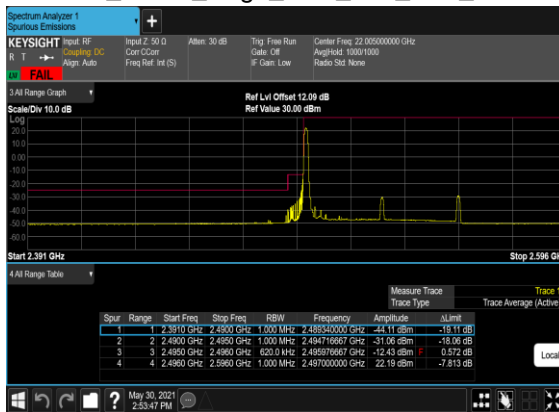 Spectrum Analyzer 1
Spurious Emissions
KEYSIGHT Input: RF Input Z: 50 Ω Atten: 30 dB Trig: Free Run Center Freq: 22.005000000 GHz
R T Coupling: DC Corr CCorr Gate: Off Avg|Hold: 1000/1000
Align: Auto Freq Ref: Int (S) IF Gain: Low Radio Std: None
FAIL
3 All Range Graph
Ref Lvl Offset 12.09 dB
Scale/Div 10.0 dB Ref Value 30.00 dBm
Log
20.0
10.0
0.00
-10.0
-20.0
-30.0
-40.0
-50.0
-60.0
Start 2.391 GHz Stop 2.596 GH
4 All Range Table
Measure Trace Trace 1
Trace Type Trace Average (Active
Spur Range Start Freq Stop Freq RBW Frequency Amplitude ΔLimit
1 1 2.3910 GHz 2.4900 GHz 1.000 MHz 2.489340000 GHz -44.11 dBm -19.11 dB
2 2 2.4900 GHz 2.4950 GHz 1.000 MHz 2.494716667 GHz -31.06 dBm -18.06 dB
3 3 2.4950 GHz 2.4960 GHz 620.0 kHz 2.495976667 GHz -12.43 dBm F 0.572 dB
4 4 2.4960 GHz 2.5960 GHz 1.000 MHz 2.497000000 GHz 22.19 dBm -7.813 dB
Local
? May 30, 2021
2:53:47 PM